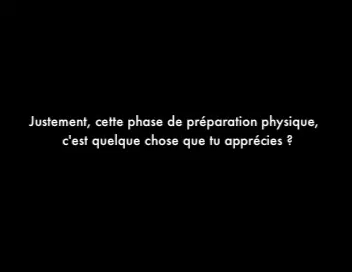 Justement, cette phase de préparation physique,
c'est quelque chose que tu apprécies ?